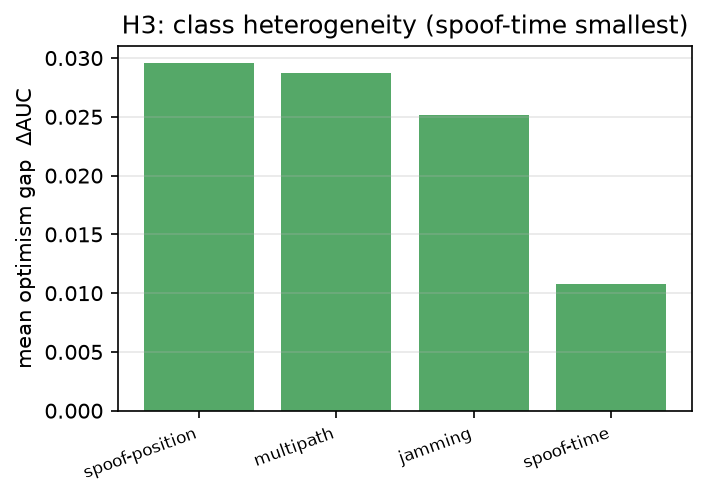 H3: class heterogeneity (spoof-time smallest)
mean optimism gap ΔAUC
0.030
0.025
0.020
0.015
0.010
0.005
0.000
spoof-position
multipath
jamming
spoof-time